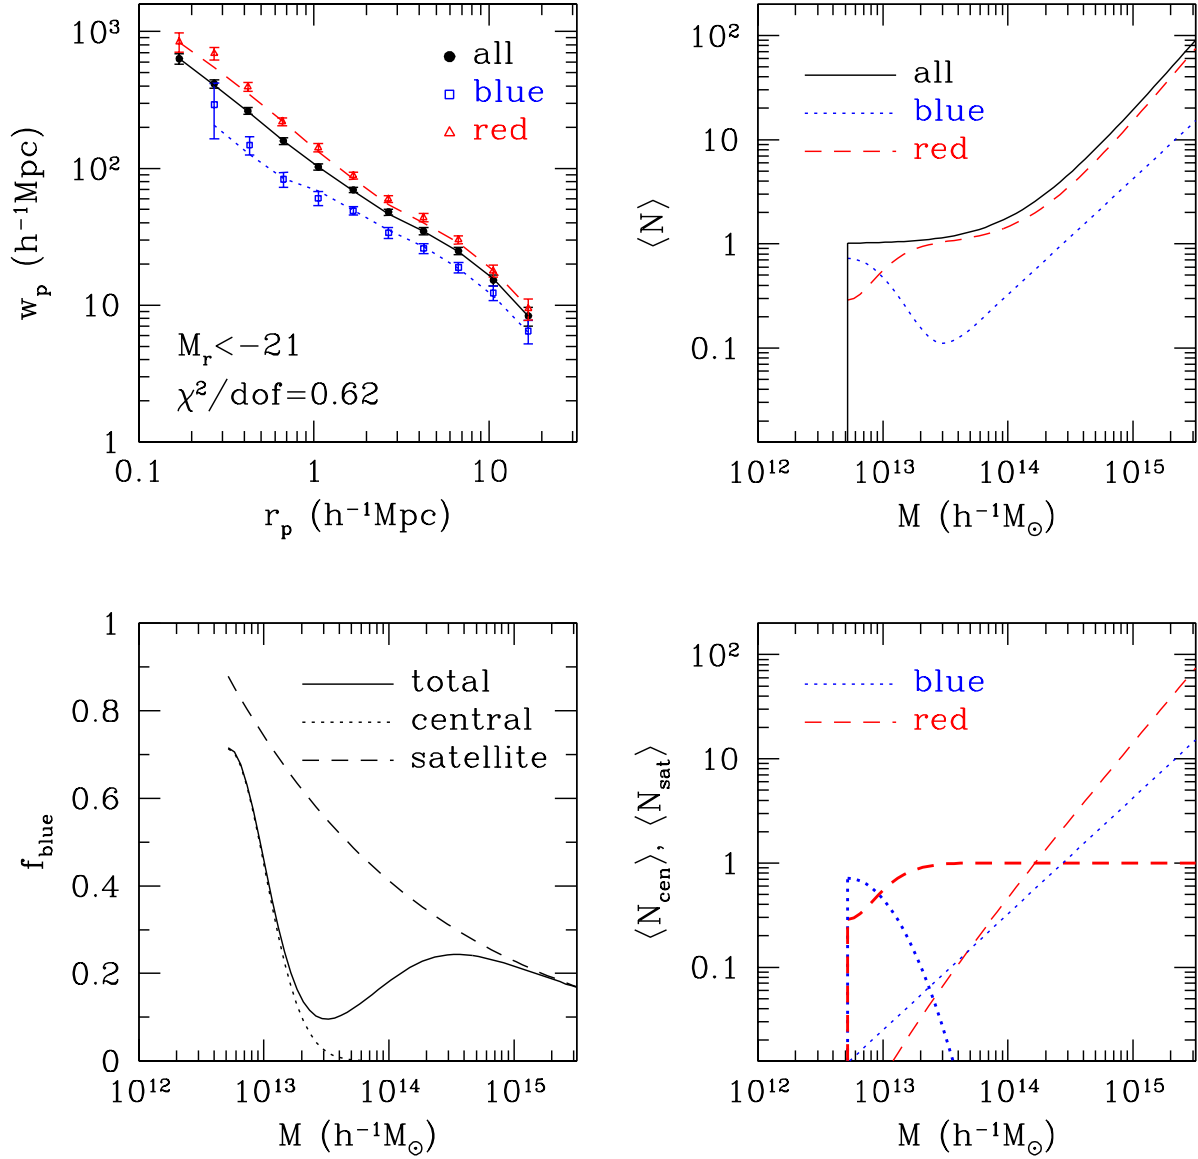 w_p (h⁻¹Mpc)
10³
10²
10
1
all
blue
red
M_r<−21
χ²/dof=0.62
0.1 1 10
r_p (h⁻¹Mpc)
⟨N⟩
10²
10
1
0.1
all
blue
red
10¹² 10¹³ 10¹⁴ 10¹⁵
M (h⁻¹M_⊙)
f_blue
1
0.8
0.6
0.4
0.2
0
total
central
satellite
10¹² 10¹³ 10¹⁴ 10¹⁵
M (h⁻¹M_⊙)
⟨N_cen⟩, ⟨N_sat⟩
10²
10
1
0.1
blue
red
10¹² 10¹³ 10¹⁴ 10¹⁵
M (h⁻¹M_⊙)